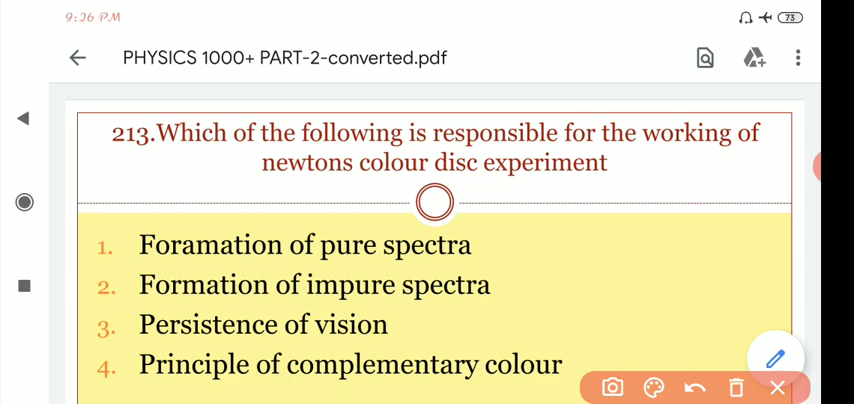 9:26 PM
73
PHYSICS 1000+ PART-2-converted.pdf
213.Which of the following is responsible for the working of
newtons colour disc experiment
1. Foramation of pure spectra
2. Formation of impure spectra
3. Persistence of vision
4. Principle of complementary colour